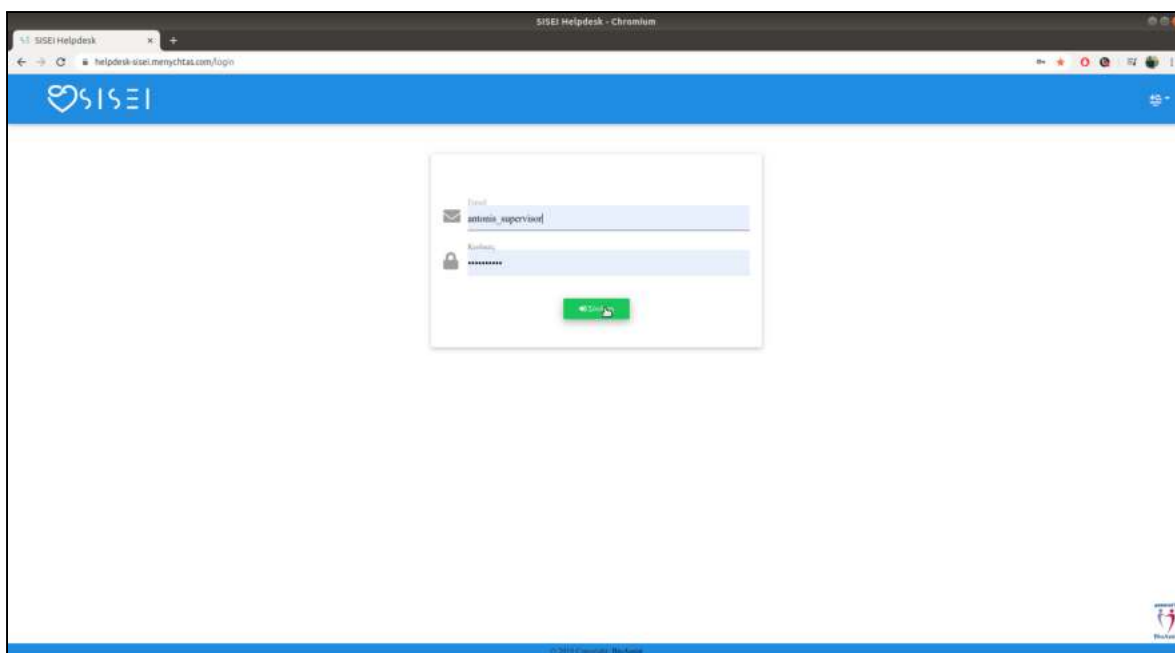 SISEI Helpdesk - Chromium
SISEI Helpdesk
helpdesk-sisei.menychtas.com/login
SISEI
Email
antonis_supervisor
Κωδικός
••••••••••